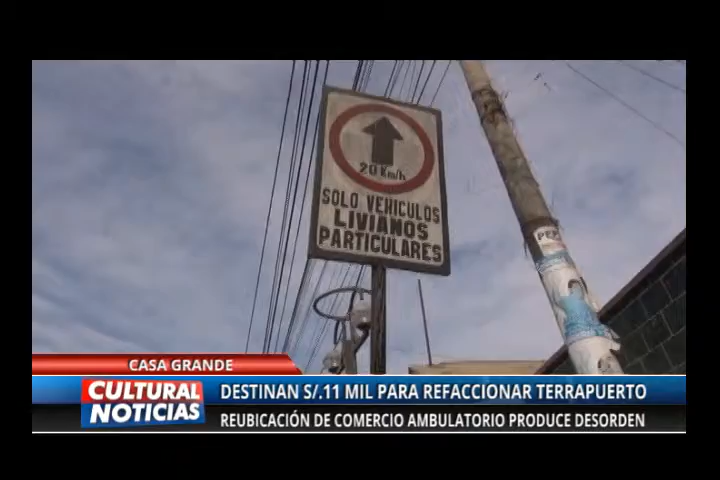 20 Km/h
SOLO VEHICULOS
LIVIANOS
PARTICULARES
PEP
CASA GRANDE
CULTURAL
NOTICIAS
DESTINAN S/.11 MIL PARA REFACCIONAR TERRAPUERTO
REUBICACIÓN DE COMERCIO AMBULATORIO PRODUCE DESORDEN